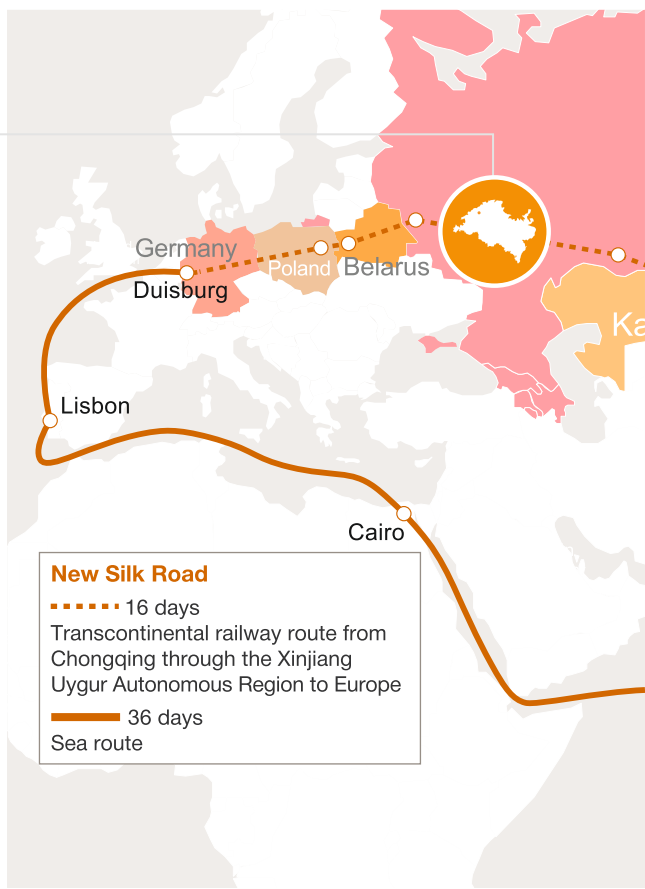 Germany
Poland
Belarus
Duisburg
Ka
Lisbon
Cairo
New Silk Road
16 days
Transcontinental railway route from
Chongqing through the Xinjiang
Uygur Autonomous Region to Europe
36 days
Sea route